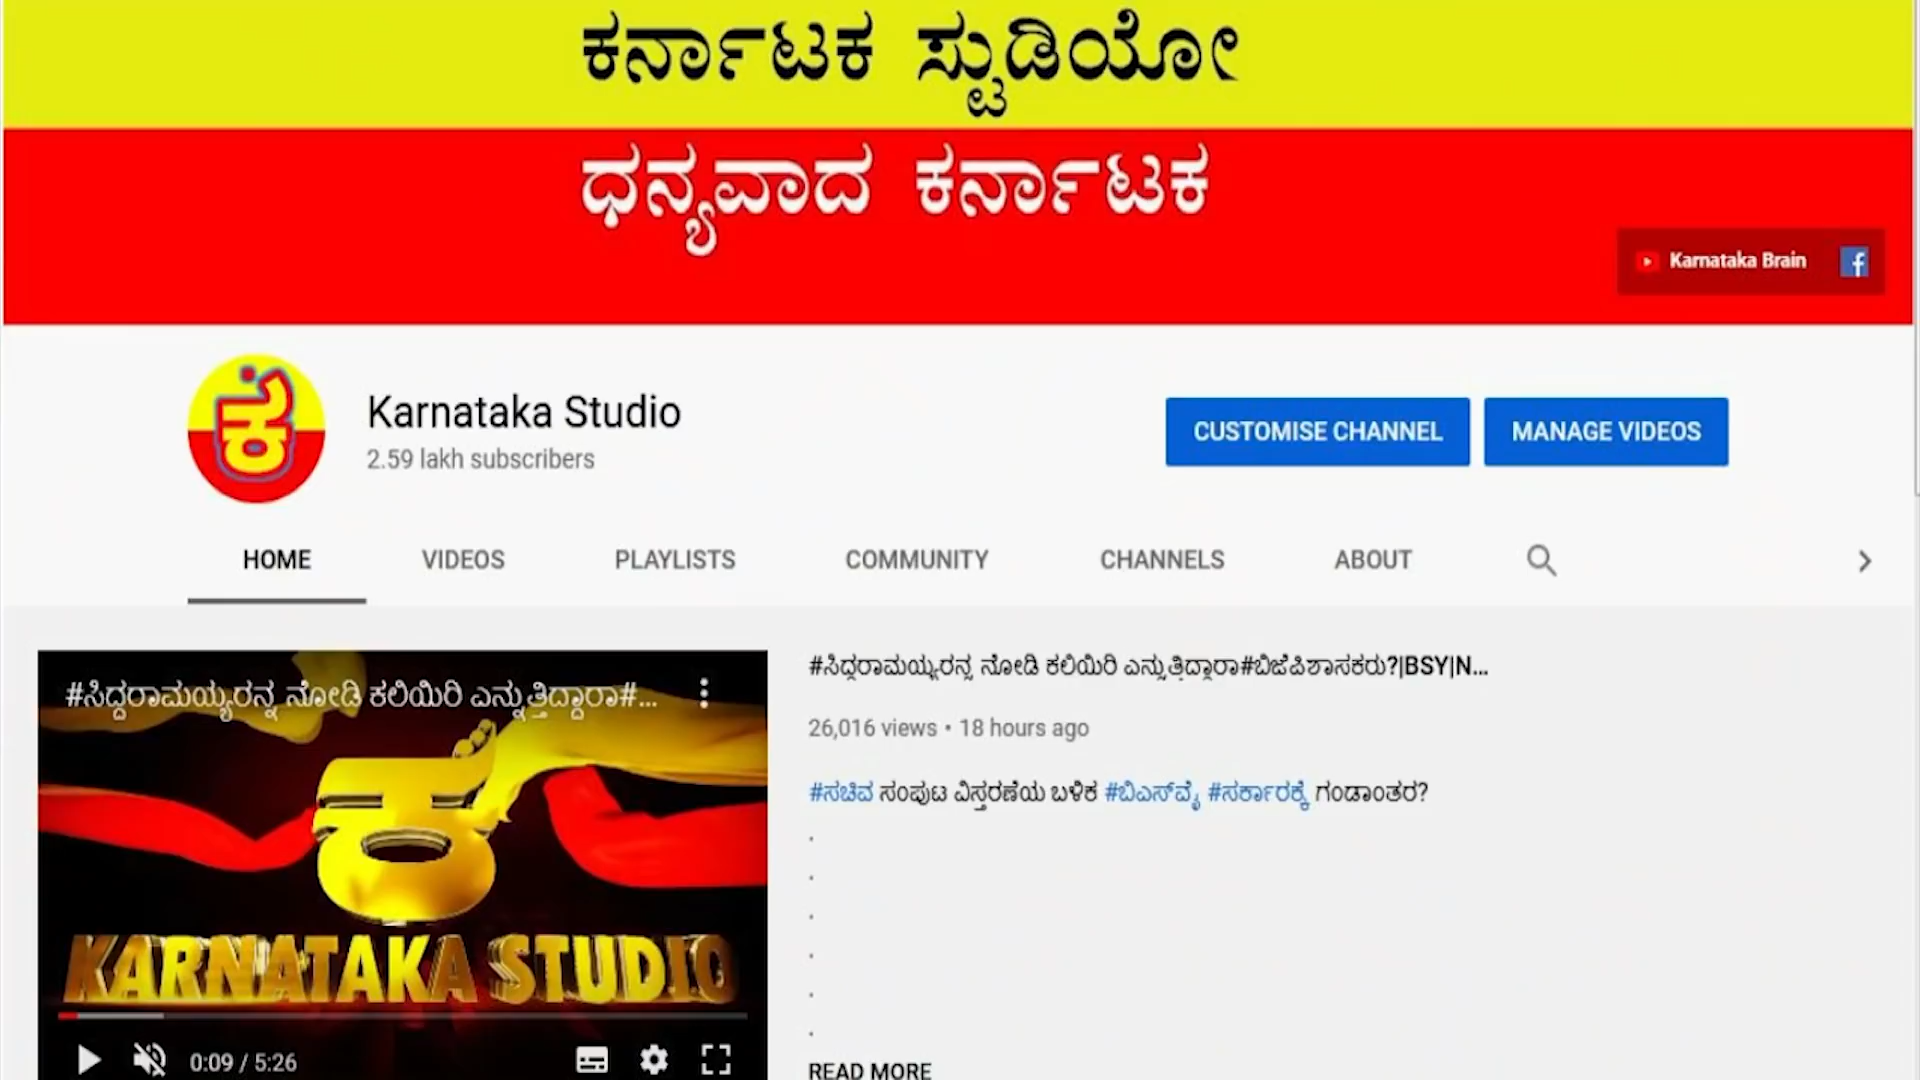 ಕರ್ನಾಟಕ ಸ್ಟುಡಿಯೋ
ಧನ್ಯವಾದ ಕರ್ನಾಟಕ
Karnataka Brain
ಕ
Karnataka Studio
2.59 lakh subscribers
CUSTOMISE CHANNEL
MANAGE VIDEOS
HOME VIDEOS PLAYLISTS COMMUNITY CHANNELS ABOUT
#ಸಿದ್ದರಾಮಯ್ಯರನ್ನ ನೋಡಿ ಕಲಿಯಿರಿ ಎನ್ನುತ್ತಿದ್ದಾರಾ#...
ಕ
KARNATAKA STUDIO
0:09 / 5:26
#ಸಿದ್ದರಾಮಯ್ಯರನ್ನ ನೋಡಿ ಕಲಿಯಿರಿ ಎನ್ನುತ್ತಿದ್ದಾರಾ#ಬಿಜೆಪಿಶಾಸಕರು?|BSY|N...
26,016 views • 18 hours ago
#ಸಚಿವ ಸಂಪುಟ ವಿಸ್ತರಣೆಯ ಬಳಿಕ #ಬಿಎಸ್‌ವೈ #ಸರ್ಕಾರಕ್ಕೆ ಗಂಡಾಂತರ?
.
.
.
.
.
.
READ MORE